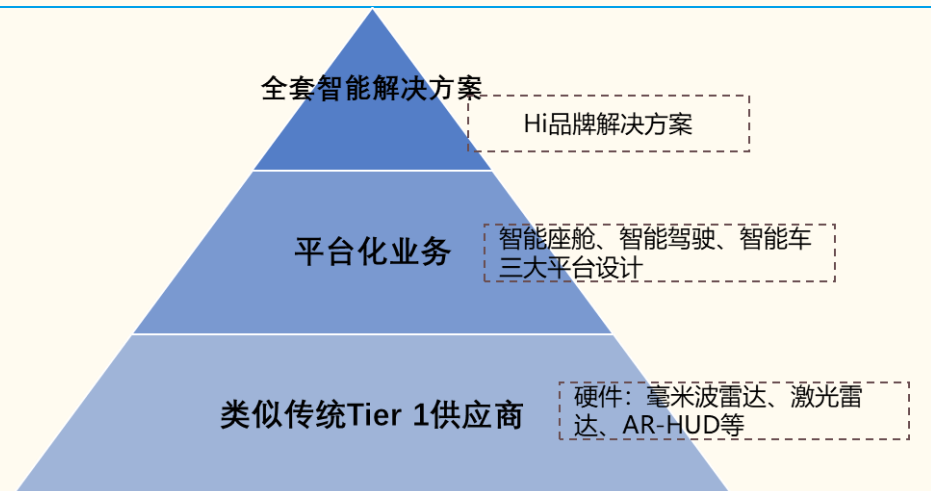 全套智能解决方案
Hi品牌解决方案
平台化业务
智能座舱、智能驾驶、智能车
三大平台设计
类似传统Tier 1供应商
硬件：毫米波雷达、激光雷
达、AR-HUD等